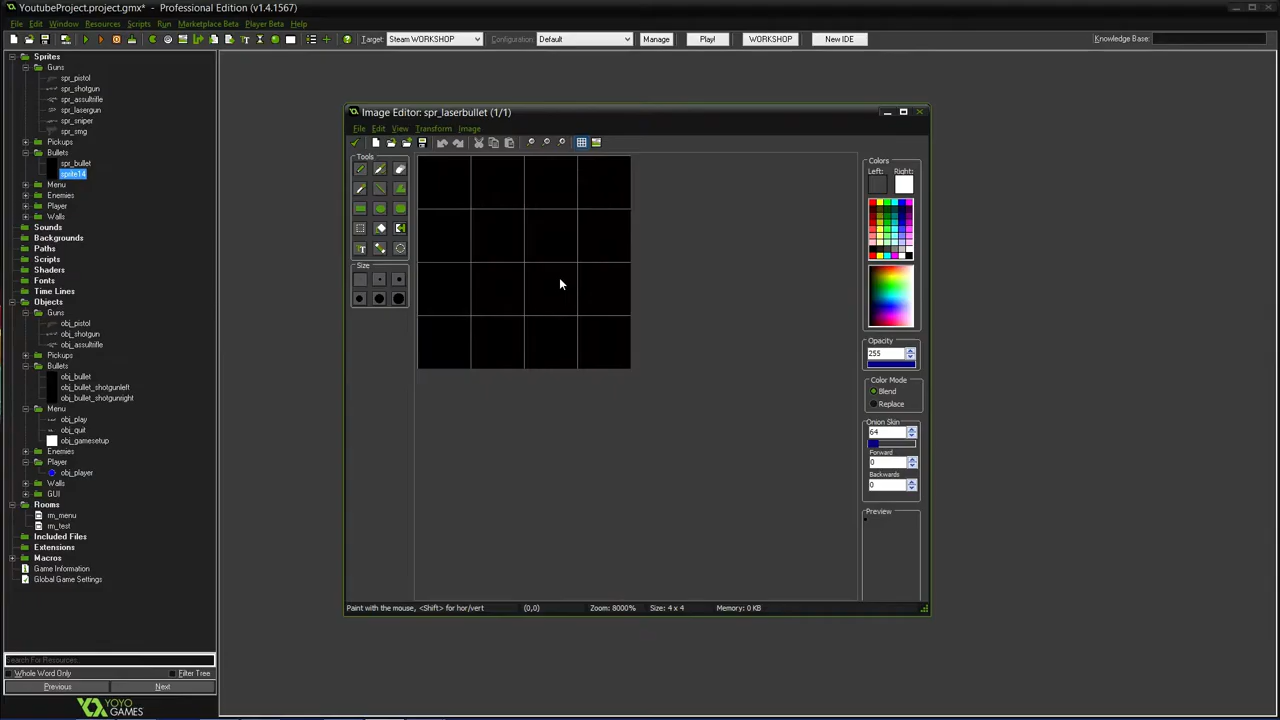 YoutubeProject.project.gmx* - Professional Edition (v1.4.1567)
File Edit Window Resources Scripts Run Marketplace Beta Player Beta Help
Target: Steam WORKSHOP Configuration: Default Manage Play! WORKSHOP New IDE Knowledge Base:
Sprites
Guns
spr_pistol
spr_shotgun
spr_assultrifle
spr_lasergun
spr_sniper
spr_smg
Pickups
Bullets
spr_bullet
sprite14
Menu
Enemies
Player
Walls
Sounds
Backgrounds
Paths
Scripts
Shaders
Fonts
Time Lines
Objects
Guns
obj_pistol
obj_shotgun
obj_assultrifle
Pickups
Bullets
obj_bullet
obj_bullet_shotgunleft
obj_bullet_shotgunright
Menu
obj_play
obj_quit
obj_gamesetup
Enemies
Player
obj_player
Walls
GUI
Rooms
rm_menu
rm_test
Included Files
Extensions
Macros
Game Information
Global Game Settings
Search For Resources..
Whole Word Only Filter Tree
Previous Next
YOYO
GAMES
Image Editor: spr_laserbullet (1/1)
File Edit View Transform Image
Tools
Size
Colors
Left: Right:
Opacity
255
Color Mode
Blend
Replace
Onion Skin
64
Forward
0
Backwards
0
Preview
Paint with the mouse, <Shift> for hor/vert (0,0) Zoom: 8000% Size: 4 x 4 Memory: 0 KB